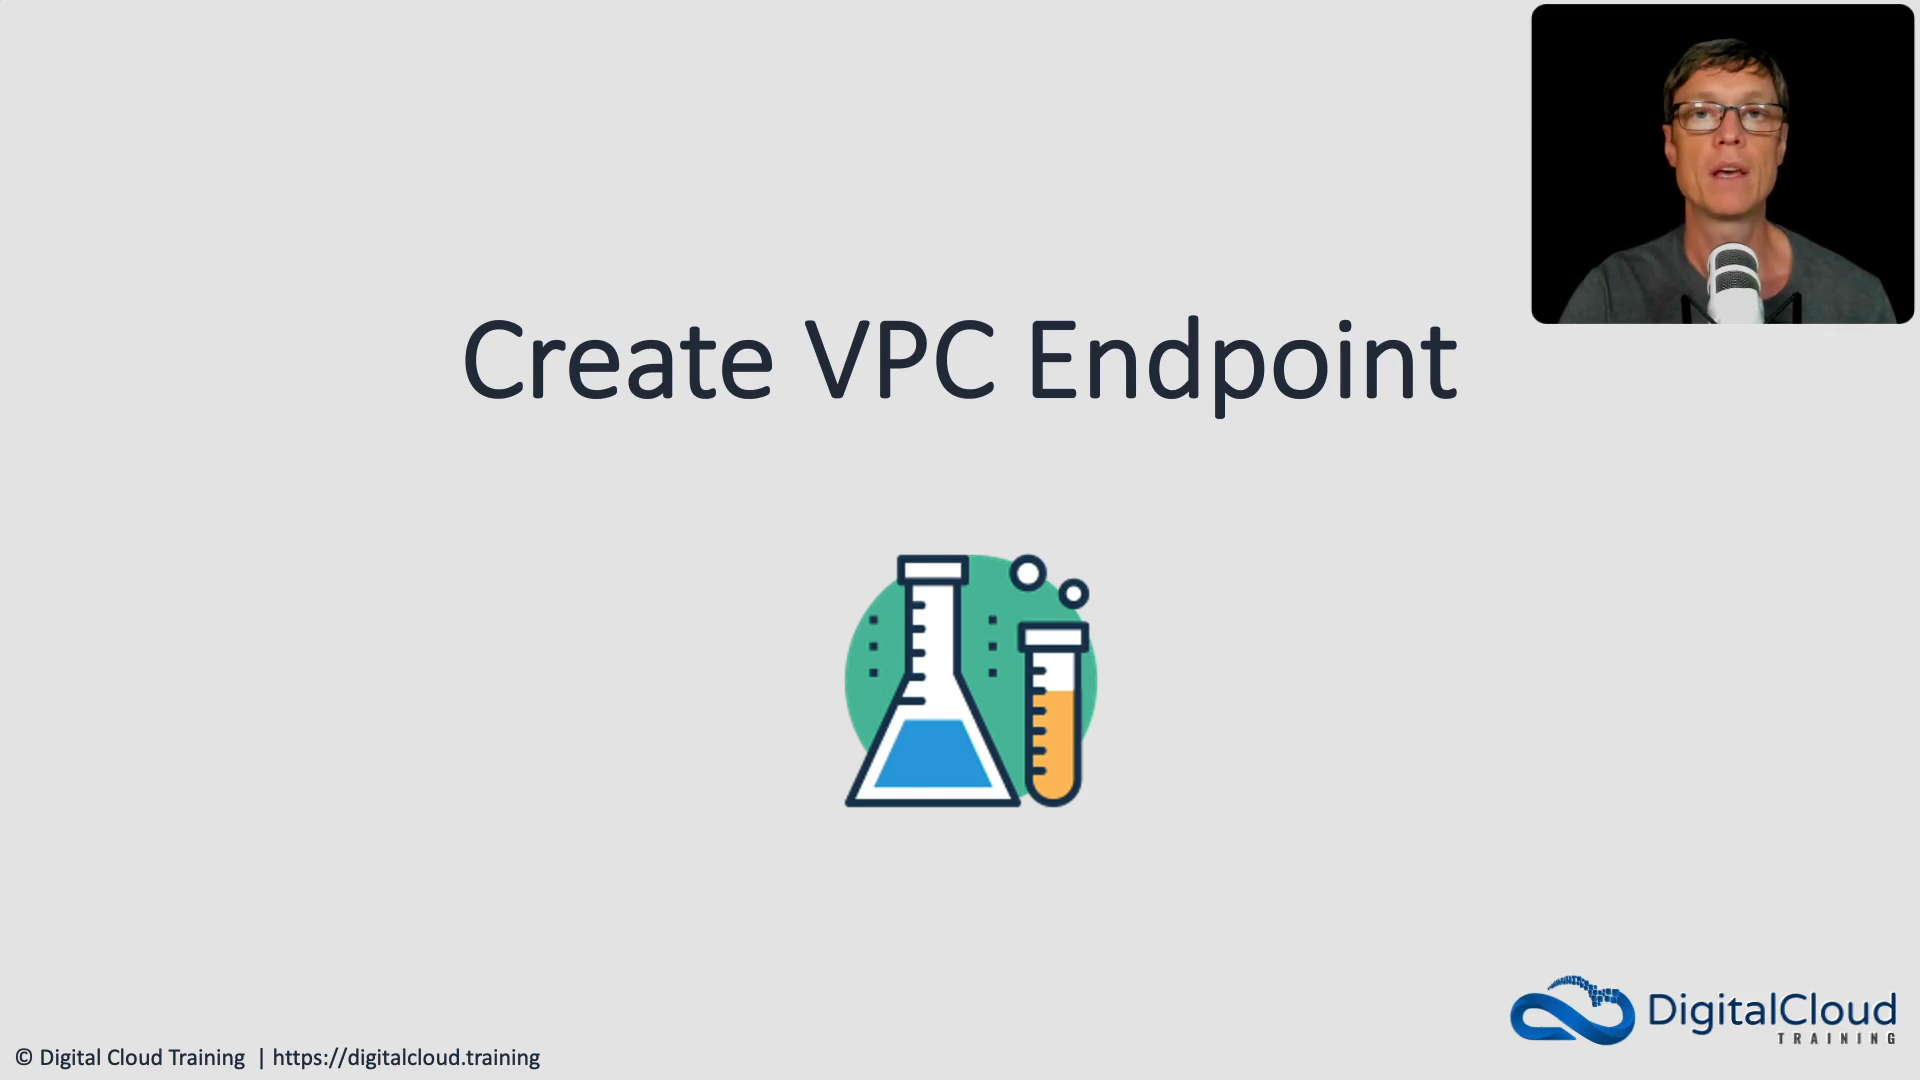 Create VPC Endpoint
DigitalCloud
TRAINING
© Digital Cloud Training | https://digitalcloud.training